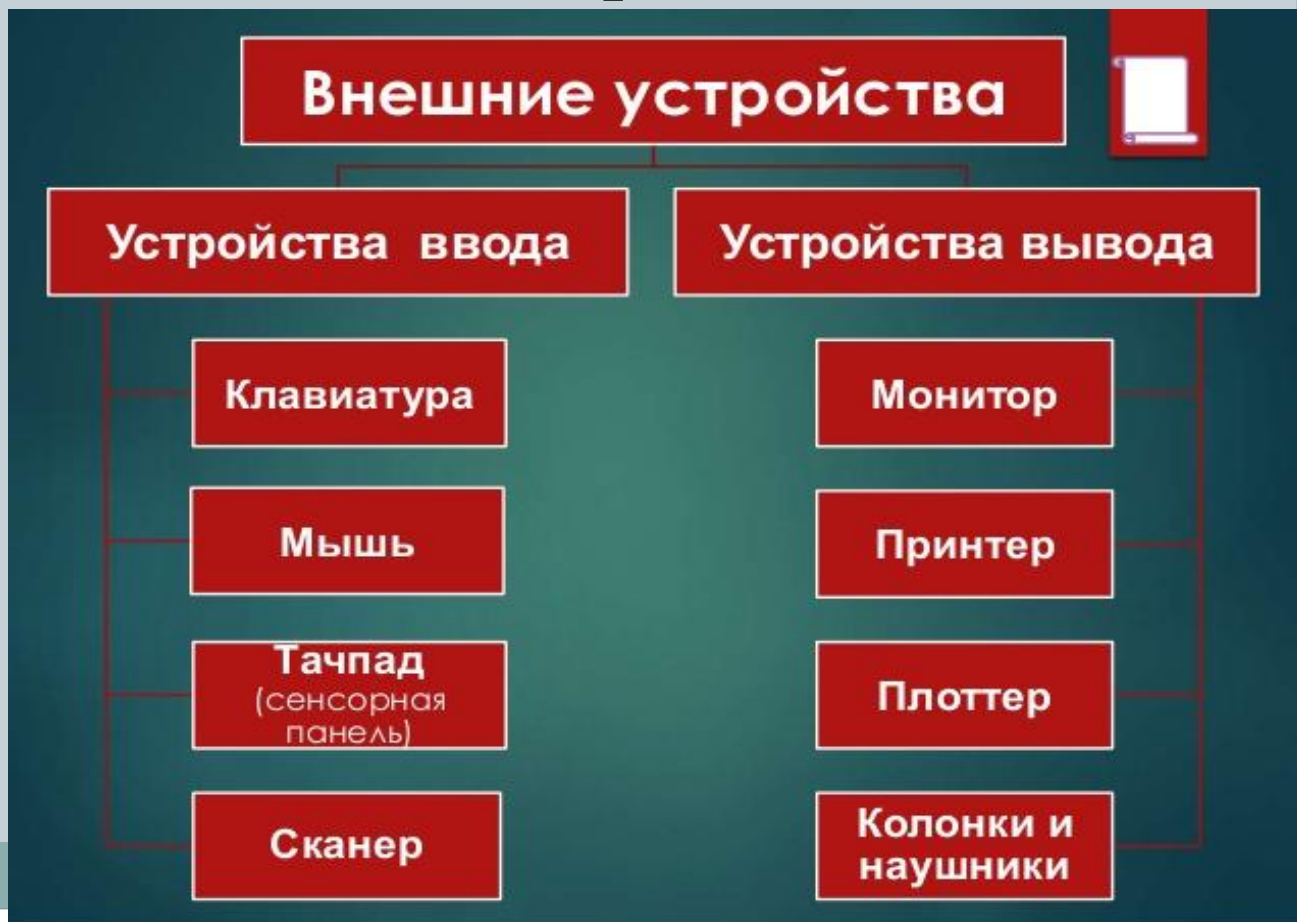 Внешние устройства
Устройства ввода
Устройства вывода
Клавиатура
Мышь
Тачпад
(сенсорная
панель)
Сканер
Монитор
Принтер
Плоттер
Колонки и
наушники